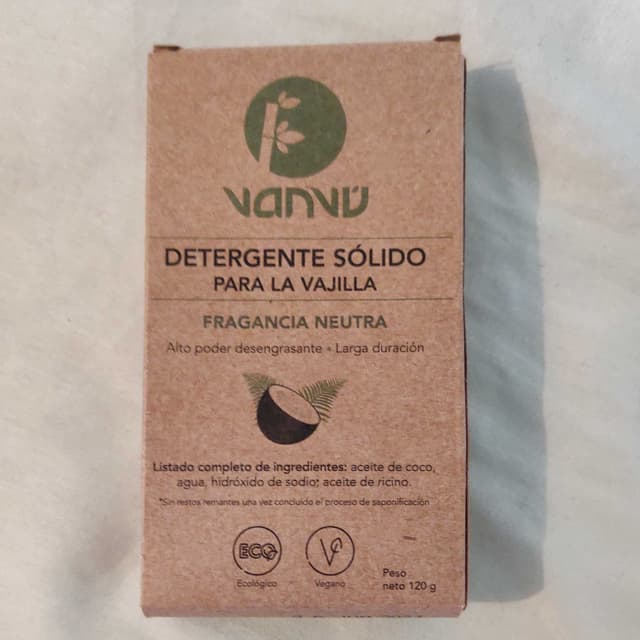 vanvú
DETERGENTE SÓLIDO
PARA LA VAJILLA
FRAGANCIA NEUTRA
Alto poder desengrasante • Larga duración
Listado completo de ingredientes: aceite de coco,
agua, hidróxido de sodio*, aceite de ricino.
*Sin restos remantes una vez concluido el proceso de saponificación
ECO
Ecológico
V
Vegano
Peso
neto 120 g